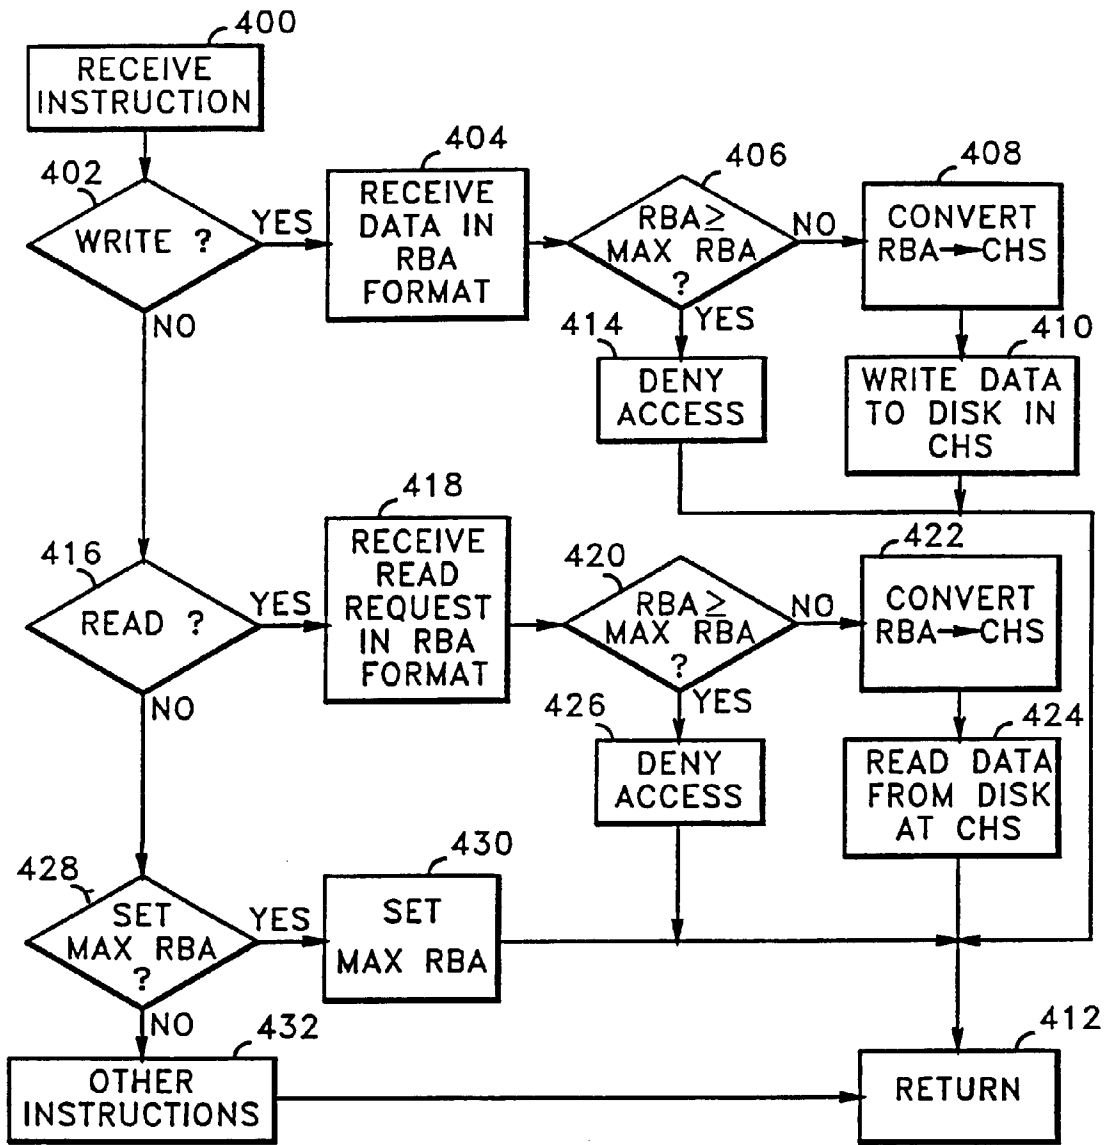 400
RECEIVE
INSTRUCTION
402
WRITE ?
YES
NO
404
RECEIVE
DATA IN
RBA
FORMAT
406
RBA≥
MAX RBA
?
NO
YES
408
CONVERT
RBA→CHS
414
DENY
ACCESS
410
WRITE DATA
TO DISK IN
CHS
416
READ ?
YES
NO
418
RECEIVE
READ
REQUEST
IN RBA
FORMAT
420
RBA≥
MAX RBA
?
NO
YES
422
CONVERT
RBA→CHS
426
DENY
ACCESS
424
READ DATA
FROM DISK
AT CHS
428
SET
MAX RBA
?
YES
NO
430
SET
MAX RBA
432
OTHER
INSTRUCTIONS
412
RETURN